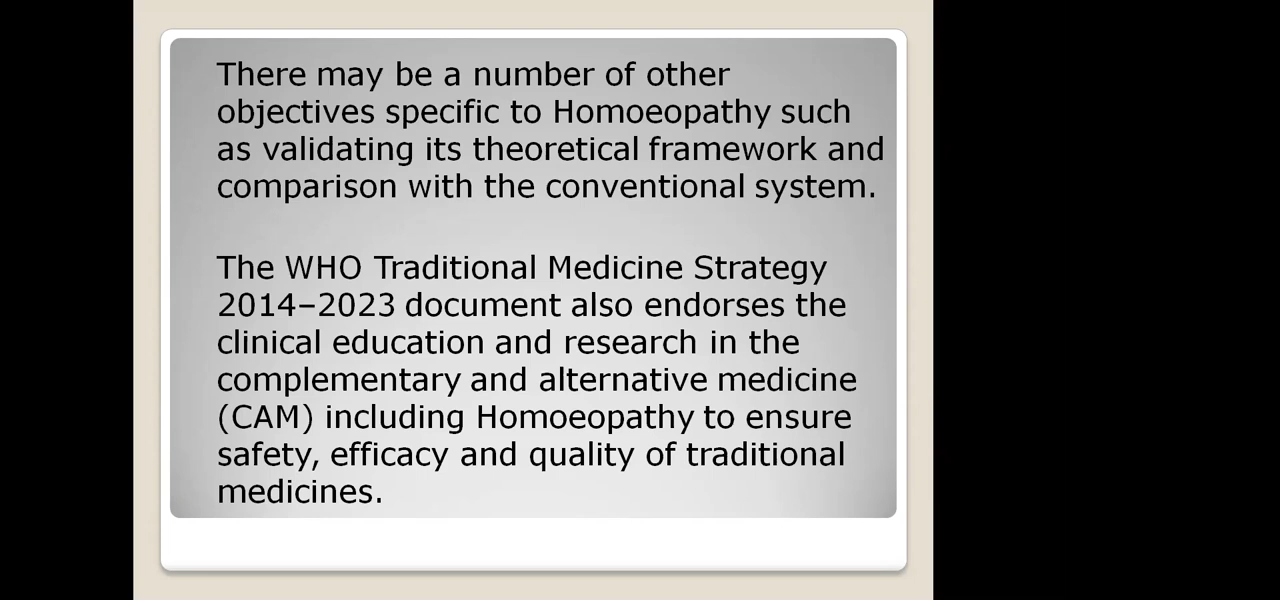 There may be a number of other
objectives specific to Homoeopathy such
as validating its theoretical framework and
comparison with the conventional system.
The WHO Traditional Medicine Strategy
2014–2023 document also endorses the
clinical education and research in the
complementary and alternative medicine
(CAM) including Homoeopathy to ensure
safety, efficacy and quality of traditional
medicines.